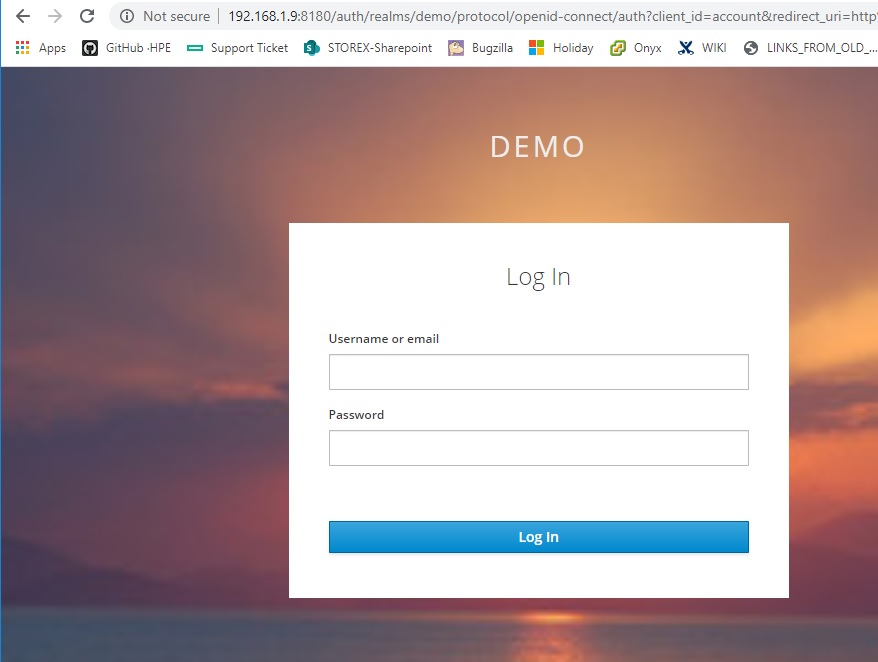 Not secure 192.168.1.9:8180/auth/realms/demo/protocol/openid-connect/auth?client_id=account&redirect_uri=http
Apps GitHub -HPE Support Ticket STOREX-Sharepoint Bugzilla Holiday Onyx WIKI LINKS_FROM_OLD_...
DEMO
Log In
Username or email
Password
Log In